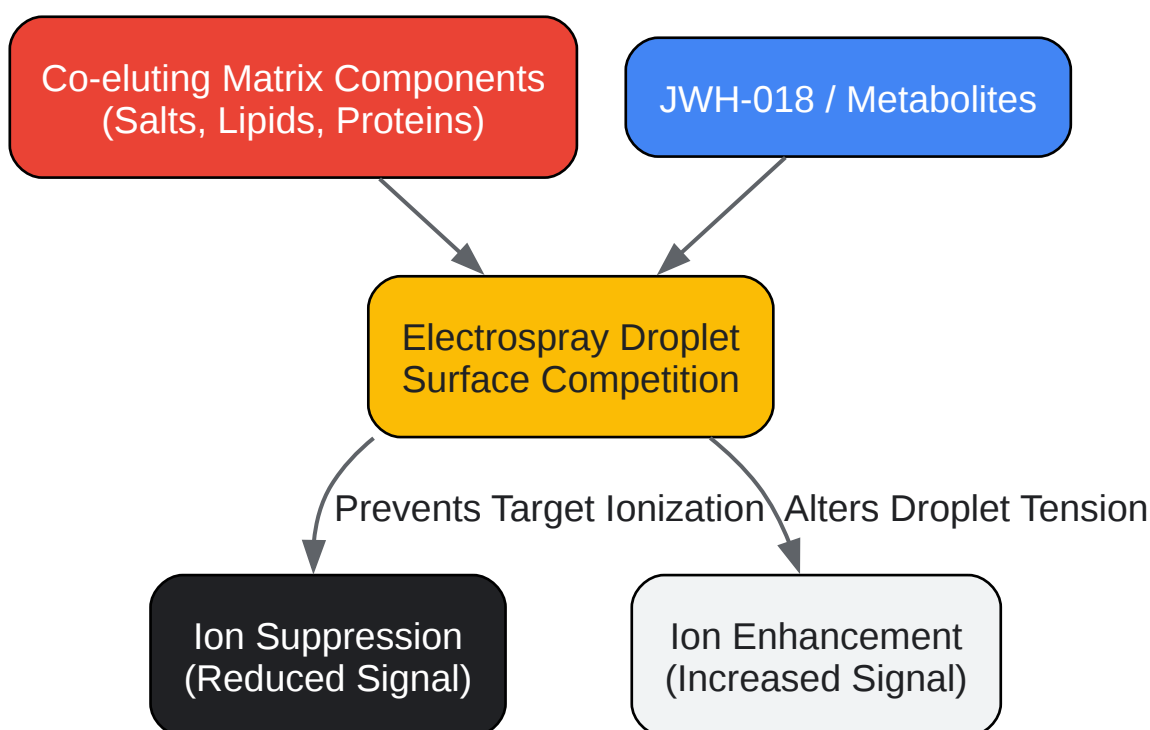 Co-eluting Matrix Components
(Salts, Lipids, Proteins)
JWH-018 / Metabolites
Electrospray Droplet
Surface Competition
Prevents Target Ionization
Alters Droplet Tension
Ion Suppression
(Reduced Signal)
Ion Enhancement
(Increased Signal)